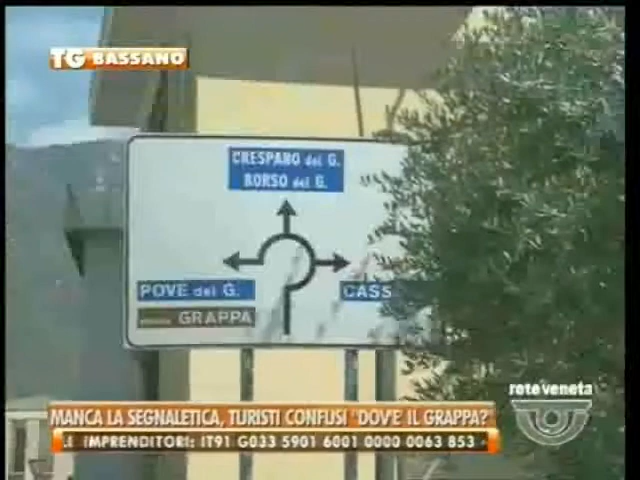 TG BASSANO
CRESPANO del G.
BORSO del G.
POVE del G.
CASS
GRAPPA
rete veneta
MANCA LA SEGNALETICA, TURISTI CONFUSI "DOV'E IL GRAPPA?
IMPRENDITORI: IT91 G033 5901 6001 0000 0063 853 -